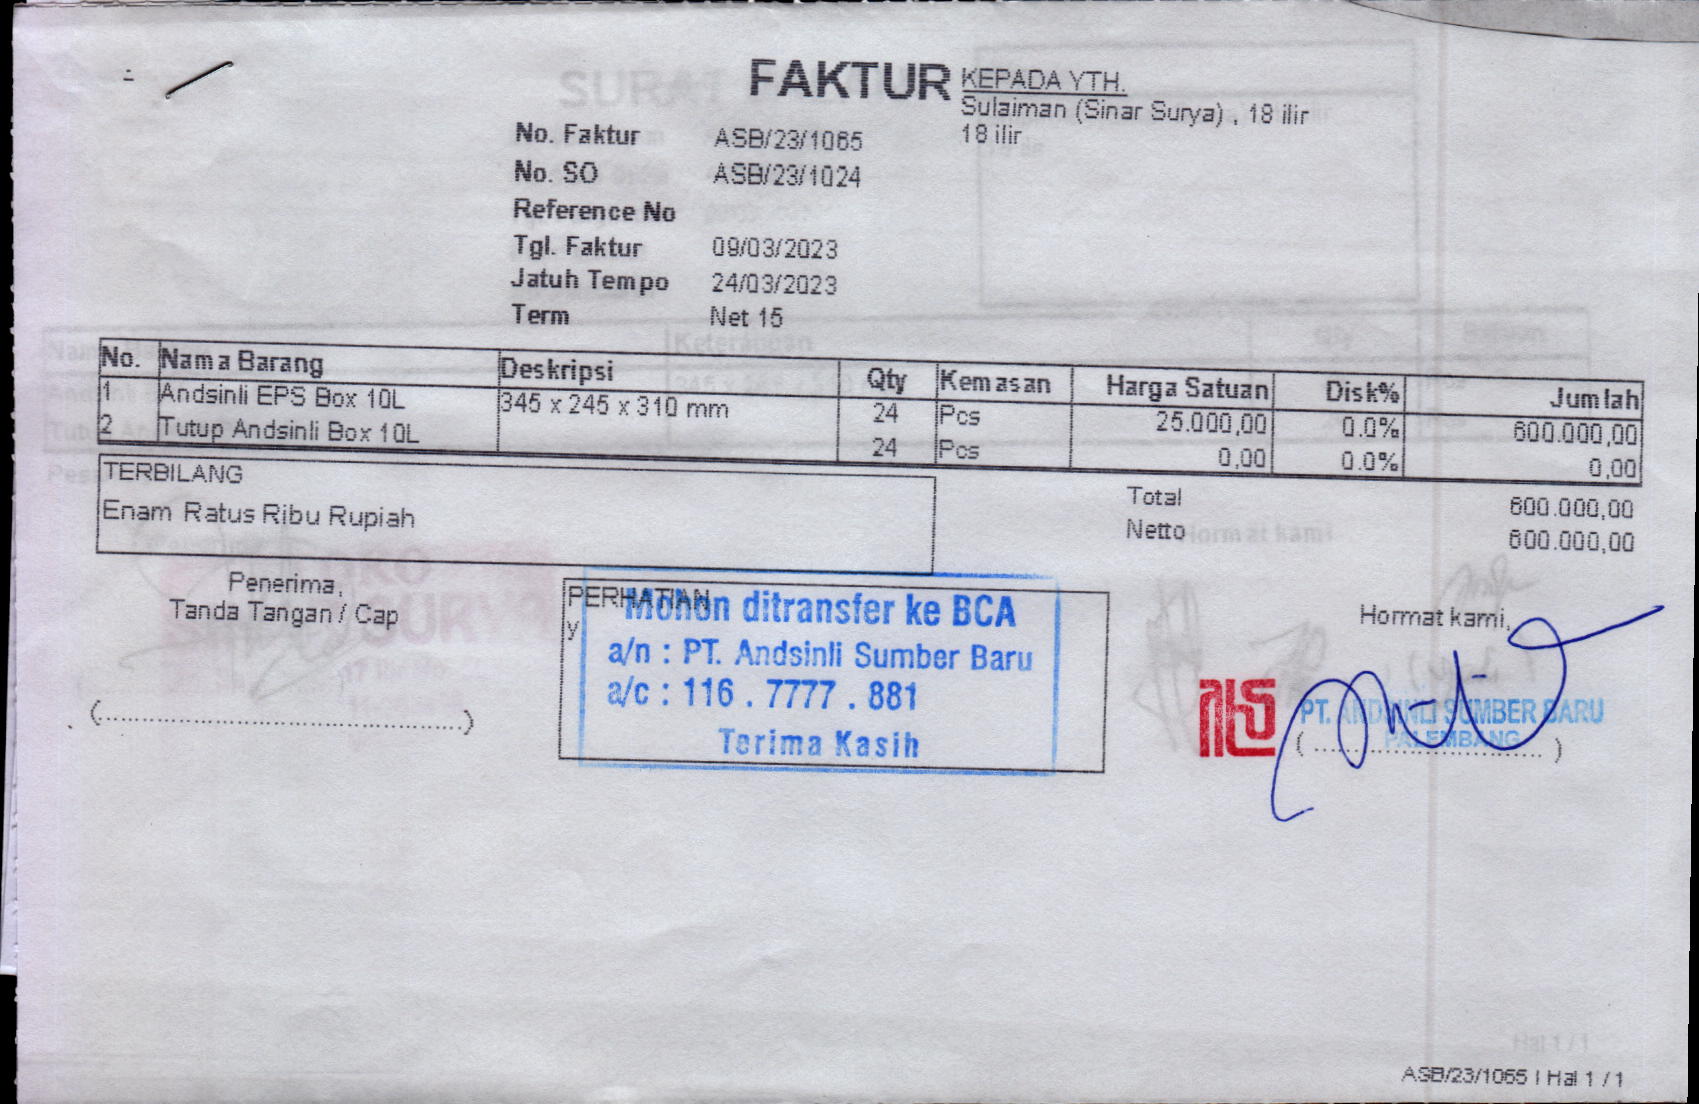 FAKTUR
KEPADA YTH.
Sulaiman (Sinar Surya) , 18 ilir
18 ilir
No. Faktur ASB/23/1065
No. SO ASB/23/1024
Reference No
Tgl. Faktur 09/03/2023
Jatuh Tempo 24/03/2023
Term Net 15
No. Nama Barang Deskripsi Qty Kemasan Harga Satuan Disk% Jumlah
1 Andsinli EPS Box 10L 345 x 245 x 310 mm 24 Pcs 25.000,00 0.0% 600.000,00
2 Tutup Andsinli Box 10L 24 Pcs 0,00 0.0% 0,00
TERBILANG
Enam Ratus Ribu Rupiah
Total 600.000,00
Netto 600.000,00
Penerima,
Tanda Tangan / Cap
(........................................................)
PERHATIAN
y
Mohon ditransfer ke BCA
a/n : PT. Andsinli Sumber Baru
a/c : 116 . 7777 . 881
Terima Kasih
Hormat kami,
PT. ANDSINLI SUMBER BARU
PALEMBANG
(...................................)
ASB/23/1065 | Hal 1 / 1